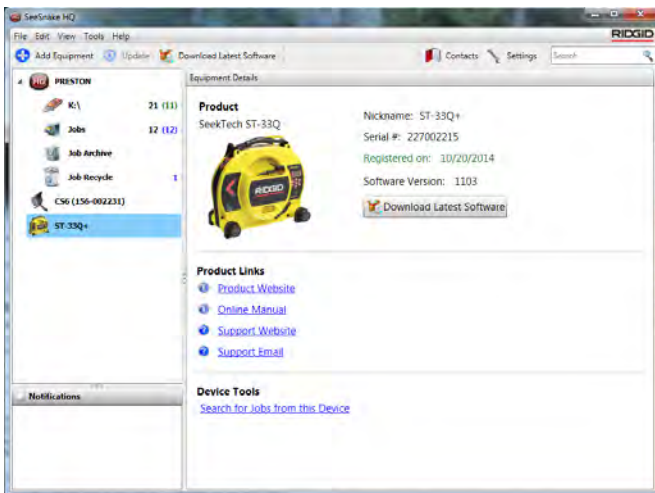 SeeSnake HQ
File Edit View Tools Help
RIDGID
Add Equipment Update Download Latest Software Contacts Settings Search
HQ PRESTON
K:\ 21 (11)
Jobs 12 (12)
Job Archive
Job Recycle 1
CS6 (156-002231)
ST-33Q+
Notifications
Equipment Details
Product
SeekTech ST-33Q
RIDGID
Nickname: ST-33Q+
Serial #: 227002215
Registered on: 10/20/2014
Software Version: 1103
Download Latest Software
Product Links
Product Website
Online Manual
Support Website
Support Email
Device Tools
Search for Jobs from this Device